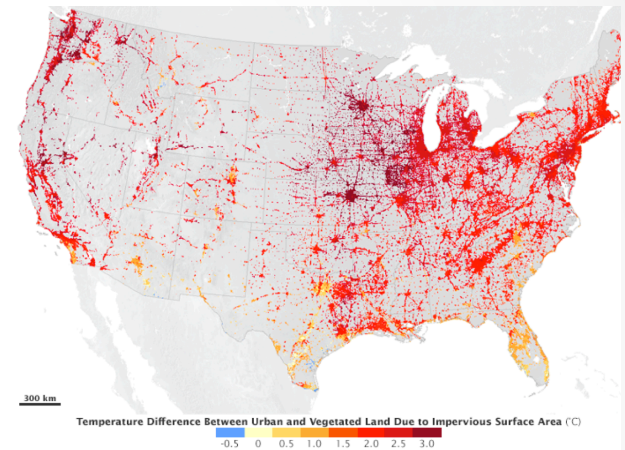 300 km
Temperature Difference Between Urban and Vegetated Land Due to Impervious Surface Area (°C)
-0.5 0 0.5 1.0 1.5 2.0 2.5 3.0